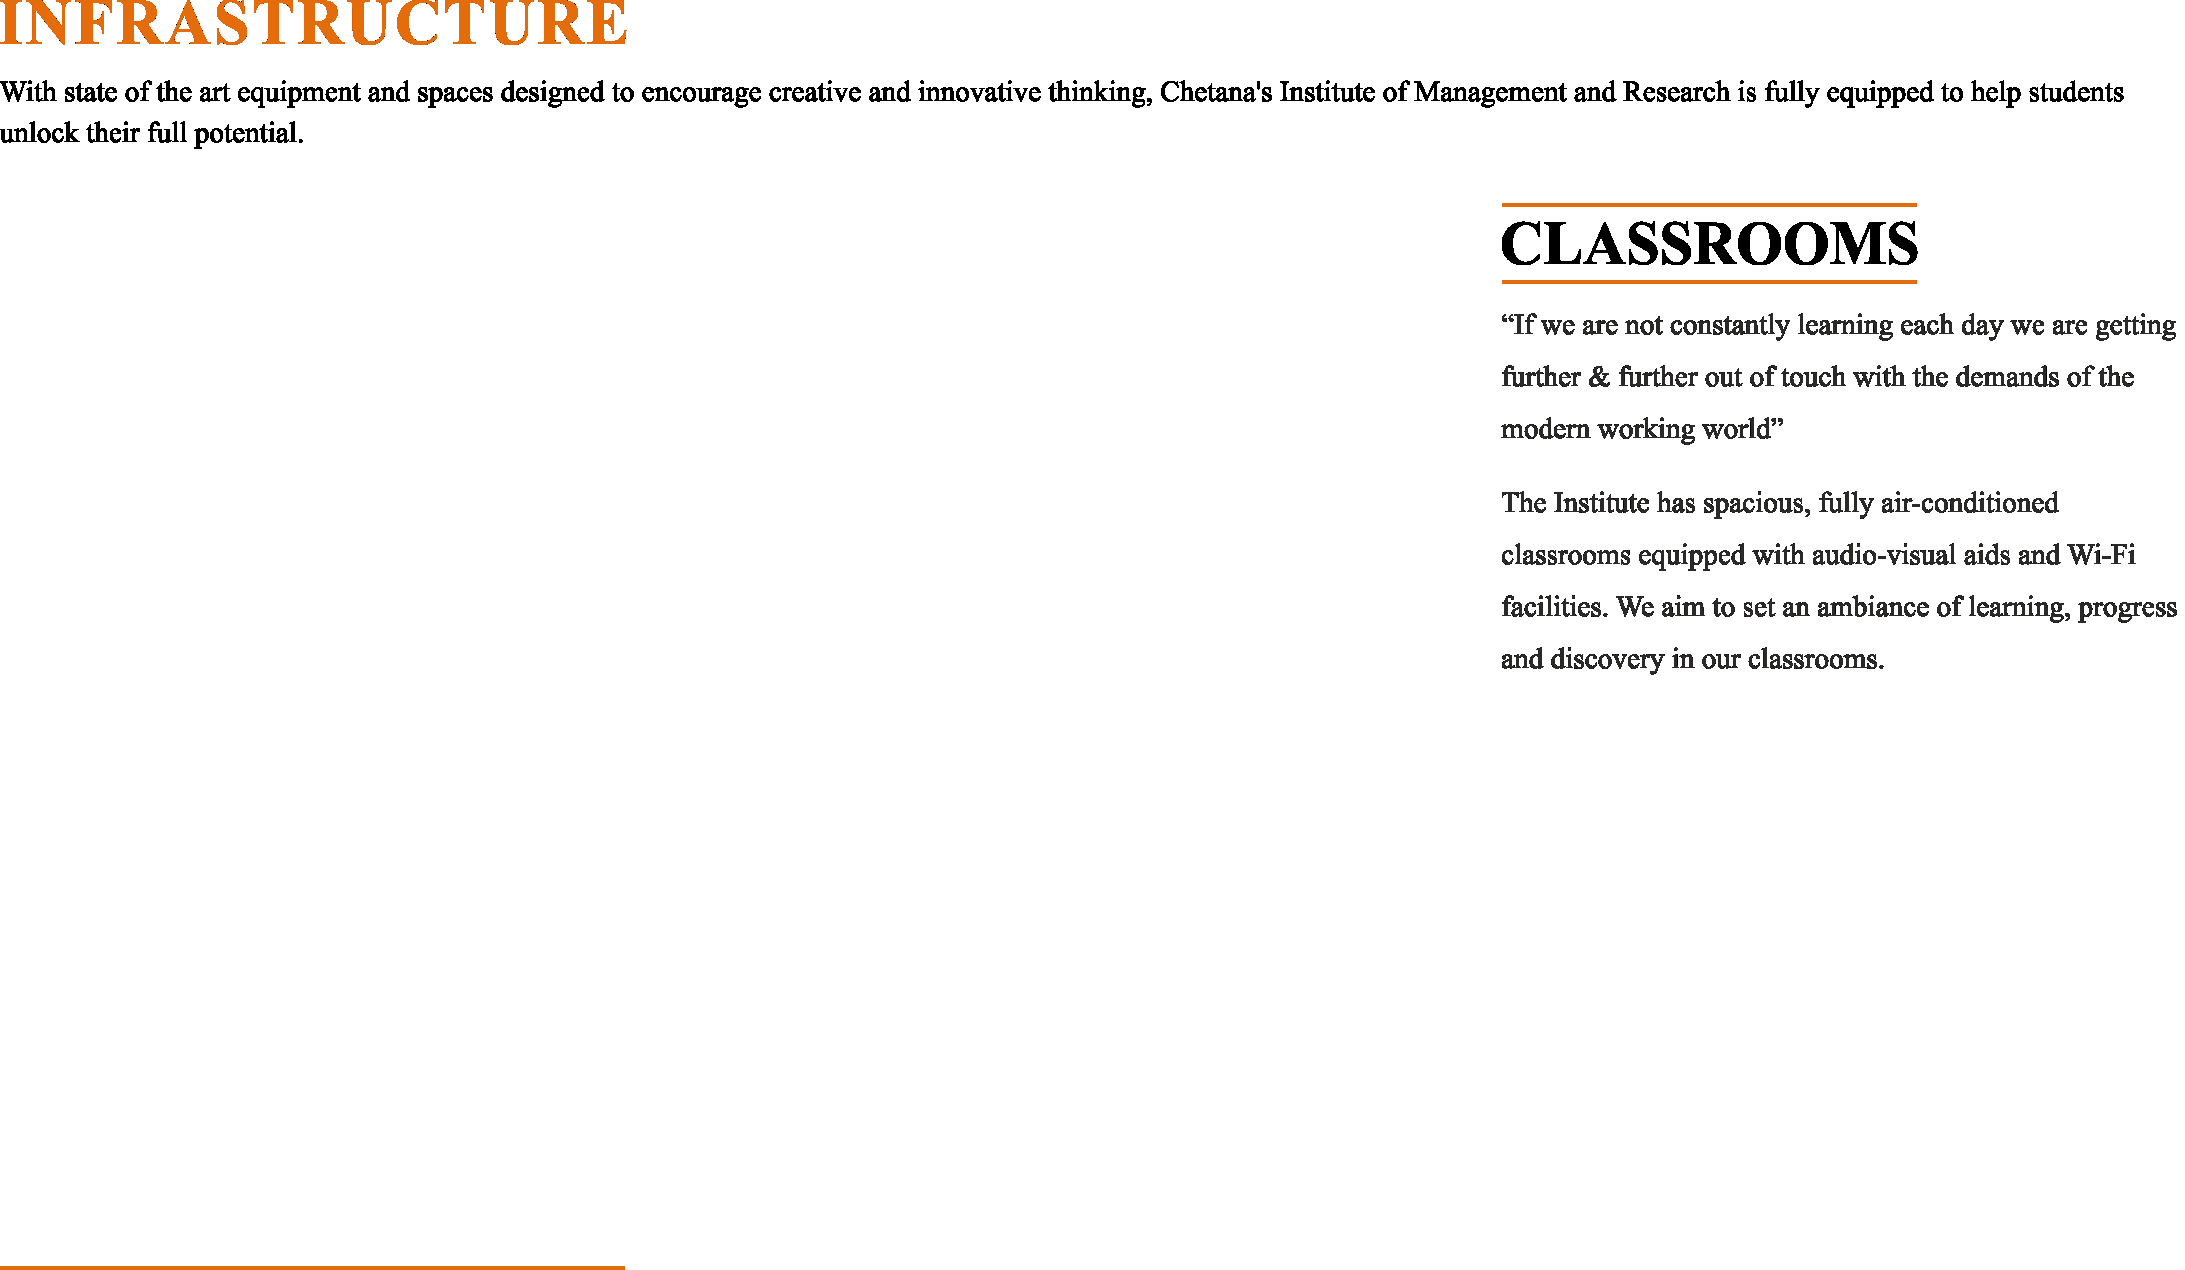 INFRASTRUCTURE
With state of the art equipment and spaces designed to encourage creative and innovative thinking, Chetana's Institute of Management and Research is fully equipped to help students
unlock their full potential.
CLASSROOMS
“If we are not constantly learning each day we are getting
further & further out of touch with the demands of the
modern working world”
The Institute has spacious, fully air-conditioned
classrooms equipped with audio-visual aids and Wi-Fi
facilities. We aim to set an ambiance of learning, progress
and discovery in our classrooms.